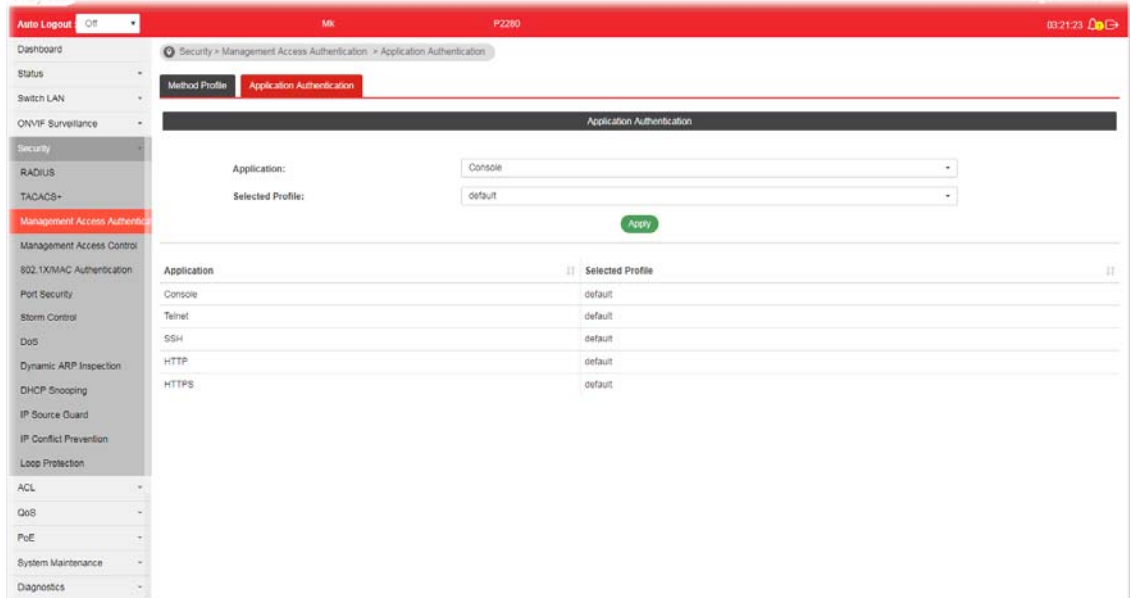 Auto Logout : Off
Mk
P2280
03:21:23
Dashboard
Status
Switch LAN
ONVIF Surveillance
Security
RADIUS
TACACS+
Management Access Authenticat
Management Access Control
802.1X/MAC Authentication
Port Security
Storm Control
DoS
Dynamic ARP Inspection
DHCP Snooping
IP Source Guard
IP Conflict Prevention
Loop Protection
ACL
QoS
PoE
System Maintenance
Diagnostics
Security > Management Access Authentication > Application Authentication
Method Profile
Application Authentication
Application Authentication
Application: Console
Selected Profile: default
Apply
Application Selected Profile
Console default
Telnet default
SSH default
HTTP default
HTTPS default